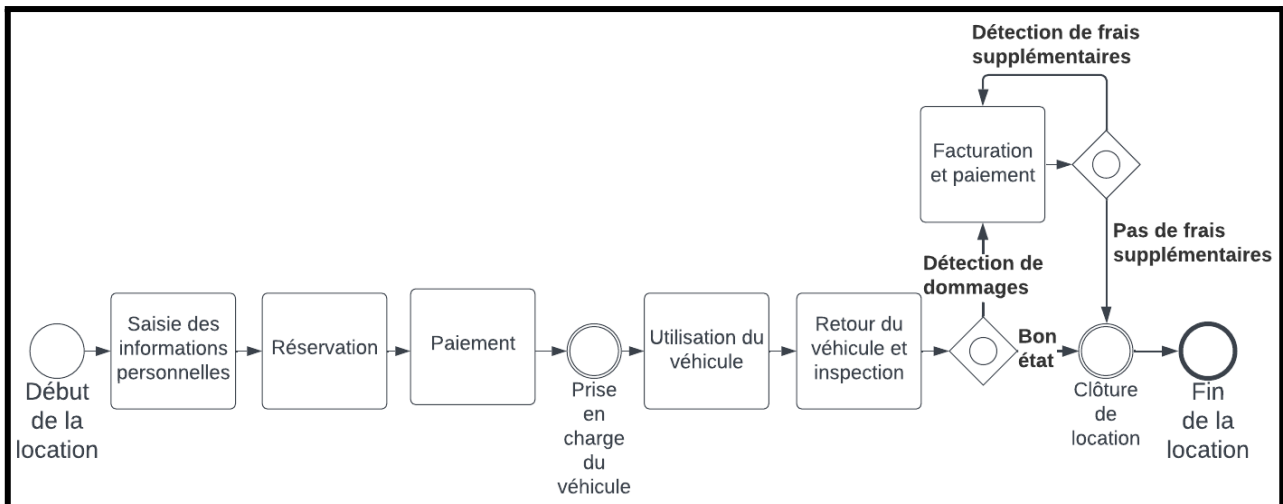 Détection de frais
supplémentaires
Facturation
et paiement
Pas de frais
supplémentaires
Détection de
dommages
Début
de la
location
Saisie des
informations
personnelles
Réservation
Paiement
Prise
en
charge
du
véhicule
Utilisation du
véhicule
Retour du
véhicule et
inspection
Bon
état
Clôture
de
location
Fin
de la
location